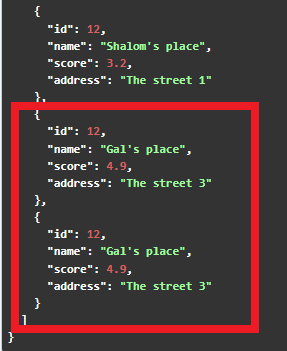 {
"id": 12,
"name": "Shalom's place",
"score": 3.2,
"address": "The street 1"
},
{
"id": 12,
"name": "Gal's place",
"score": 4.9,
"address": "The street 3"
},
{
"id": 12,
"name": "Gal's place",
"score": 4.9,
"address": "The street 3"
}
]
}